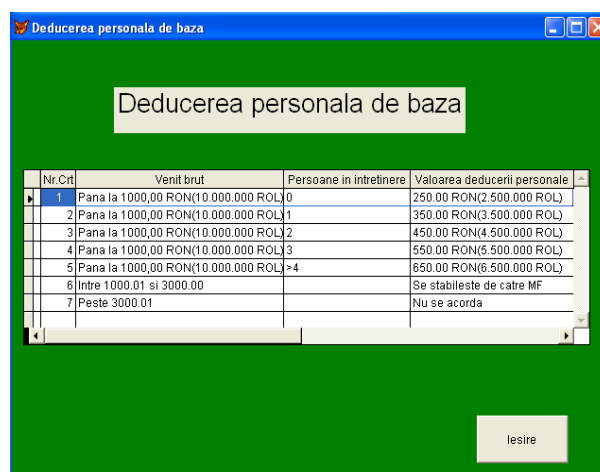 Deducerea personala de baza
Deducerea personala de baza
Nr.Crt Venit brut Persoane in intretinere Valoarea deducerii personale
1 Pana la 1000,00 RON(10.000.000 ROL) 0 250.00 RON(2.500.000 ROL)
2 Pana la 1000,00 RON(10.000.000 ROL) 1 350.00 RON(3.500.000 ROL)
3 Pana la 1000,00 RON(10.000.000 ROL) 2 450.00 RON(4.500.000 ROL)
4 Pana la 1000,00 RON(10.000.000 ROL) 3 550.00 RON(5.500.000 ROL)
5 Pana la 1000,00 RON(10.000.000 ROL) >4 650.00 RON(6.500.000 ROL)
6 Intre 1000.01 si 3000.00 Se stabileste de catre MF
7 Peste 3000.01 Nu se acorda
Iesire